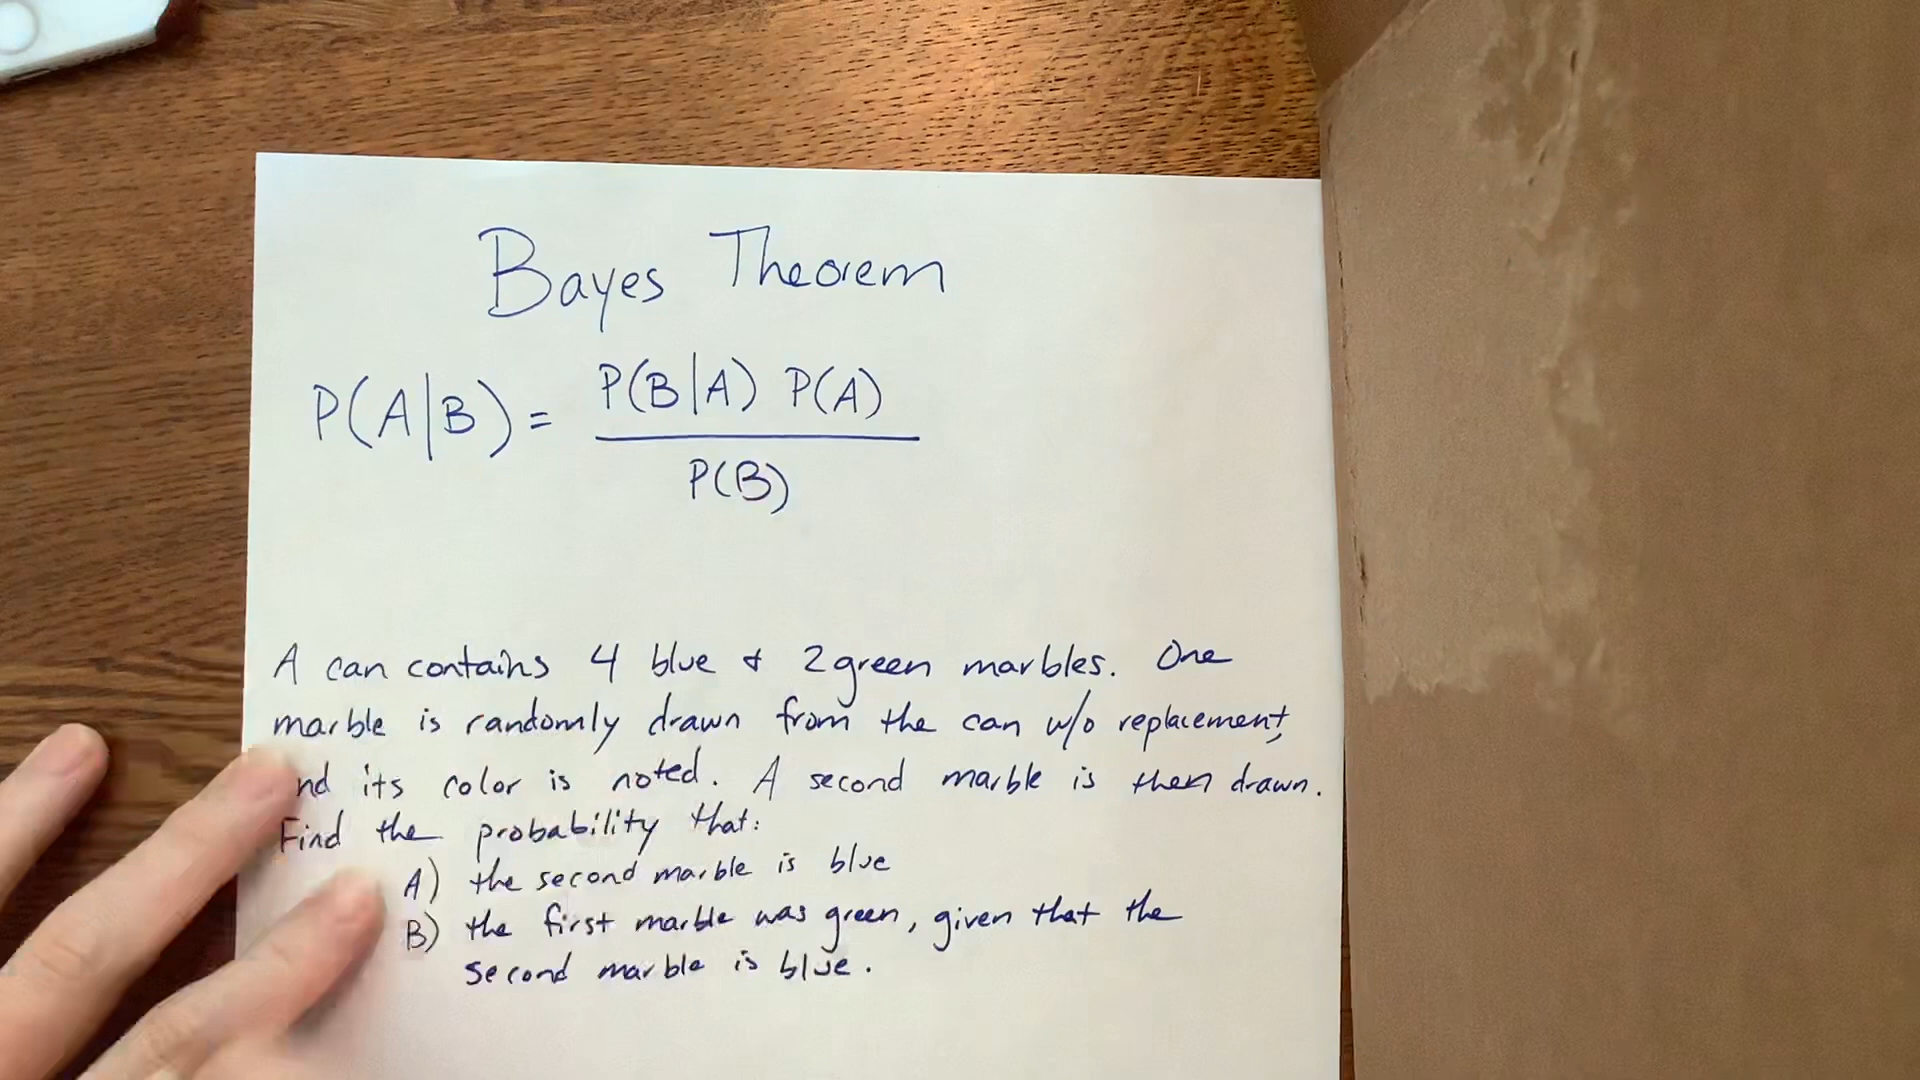 Bayes Theorem
P(A|B) = P(B|A) P(A)
P(B)
A can contains 4 blue & 2 green marbles. One
marble is randomly drawn from the can w/o replacement,
nd its color is noted. A second marble is then drawn.
Find the probability that:
A) the second marble is blue
B) the first marble was green, given that the
second marble is blue.